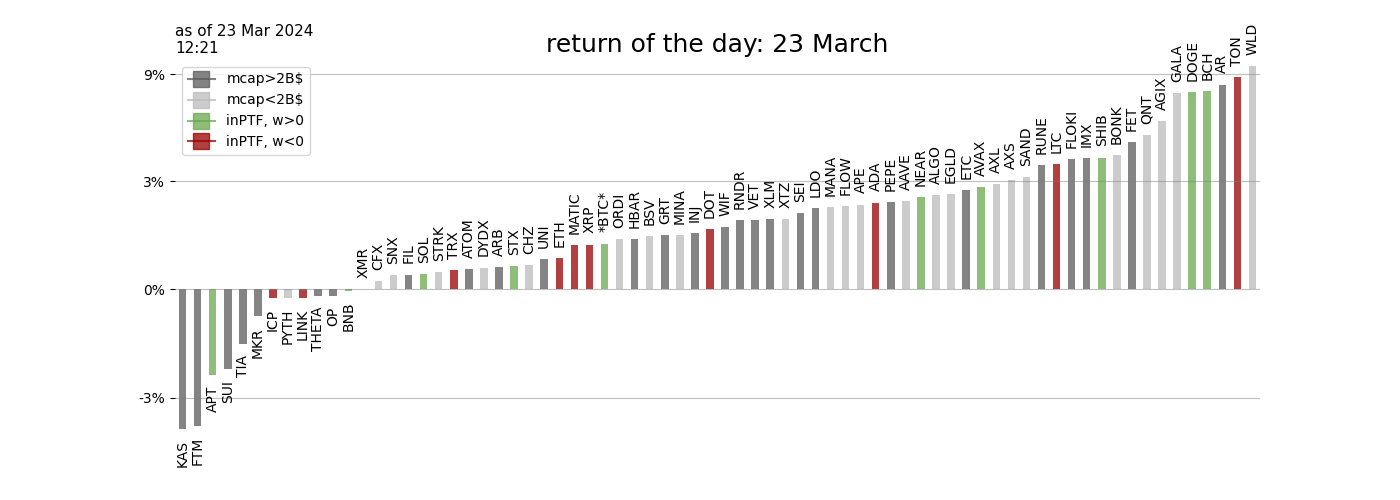 as of 23 Mar 2024
12:21
return of the day: 23 March
mcap>2B$
mcap<2B$
inPTF, w>0
inPTF, w<0
9%
3%
0%
-3%
KAS
FTM
APT
SUI
TIA
MKR
ICP
PYTH
LINK
THETA
OP
BNB
XMR
CFX
SNX
FIL
SOL
STRK
TRX
ATOM
DYDX
ARB
STX
CHZ
UNI
ETH
MATIC
XRP
*BTC*
ORDI
HBAR
BSV
GRT
MINA
INJ
DOT
WIF
RNDR
VET
XLM
XTZ
SEI
LDO
MANA
FLOW
APE
ADA
PEPE
AAVE
NEAR
ALGO
EGLD
ETC
AVAX
AXL
AXS
SAND
RUNE
LTC
FLOKI
IMX
SHIB
BONK
FET
QNT
AGIX
GALA
DOGE
BCH
AR
TON
WLD